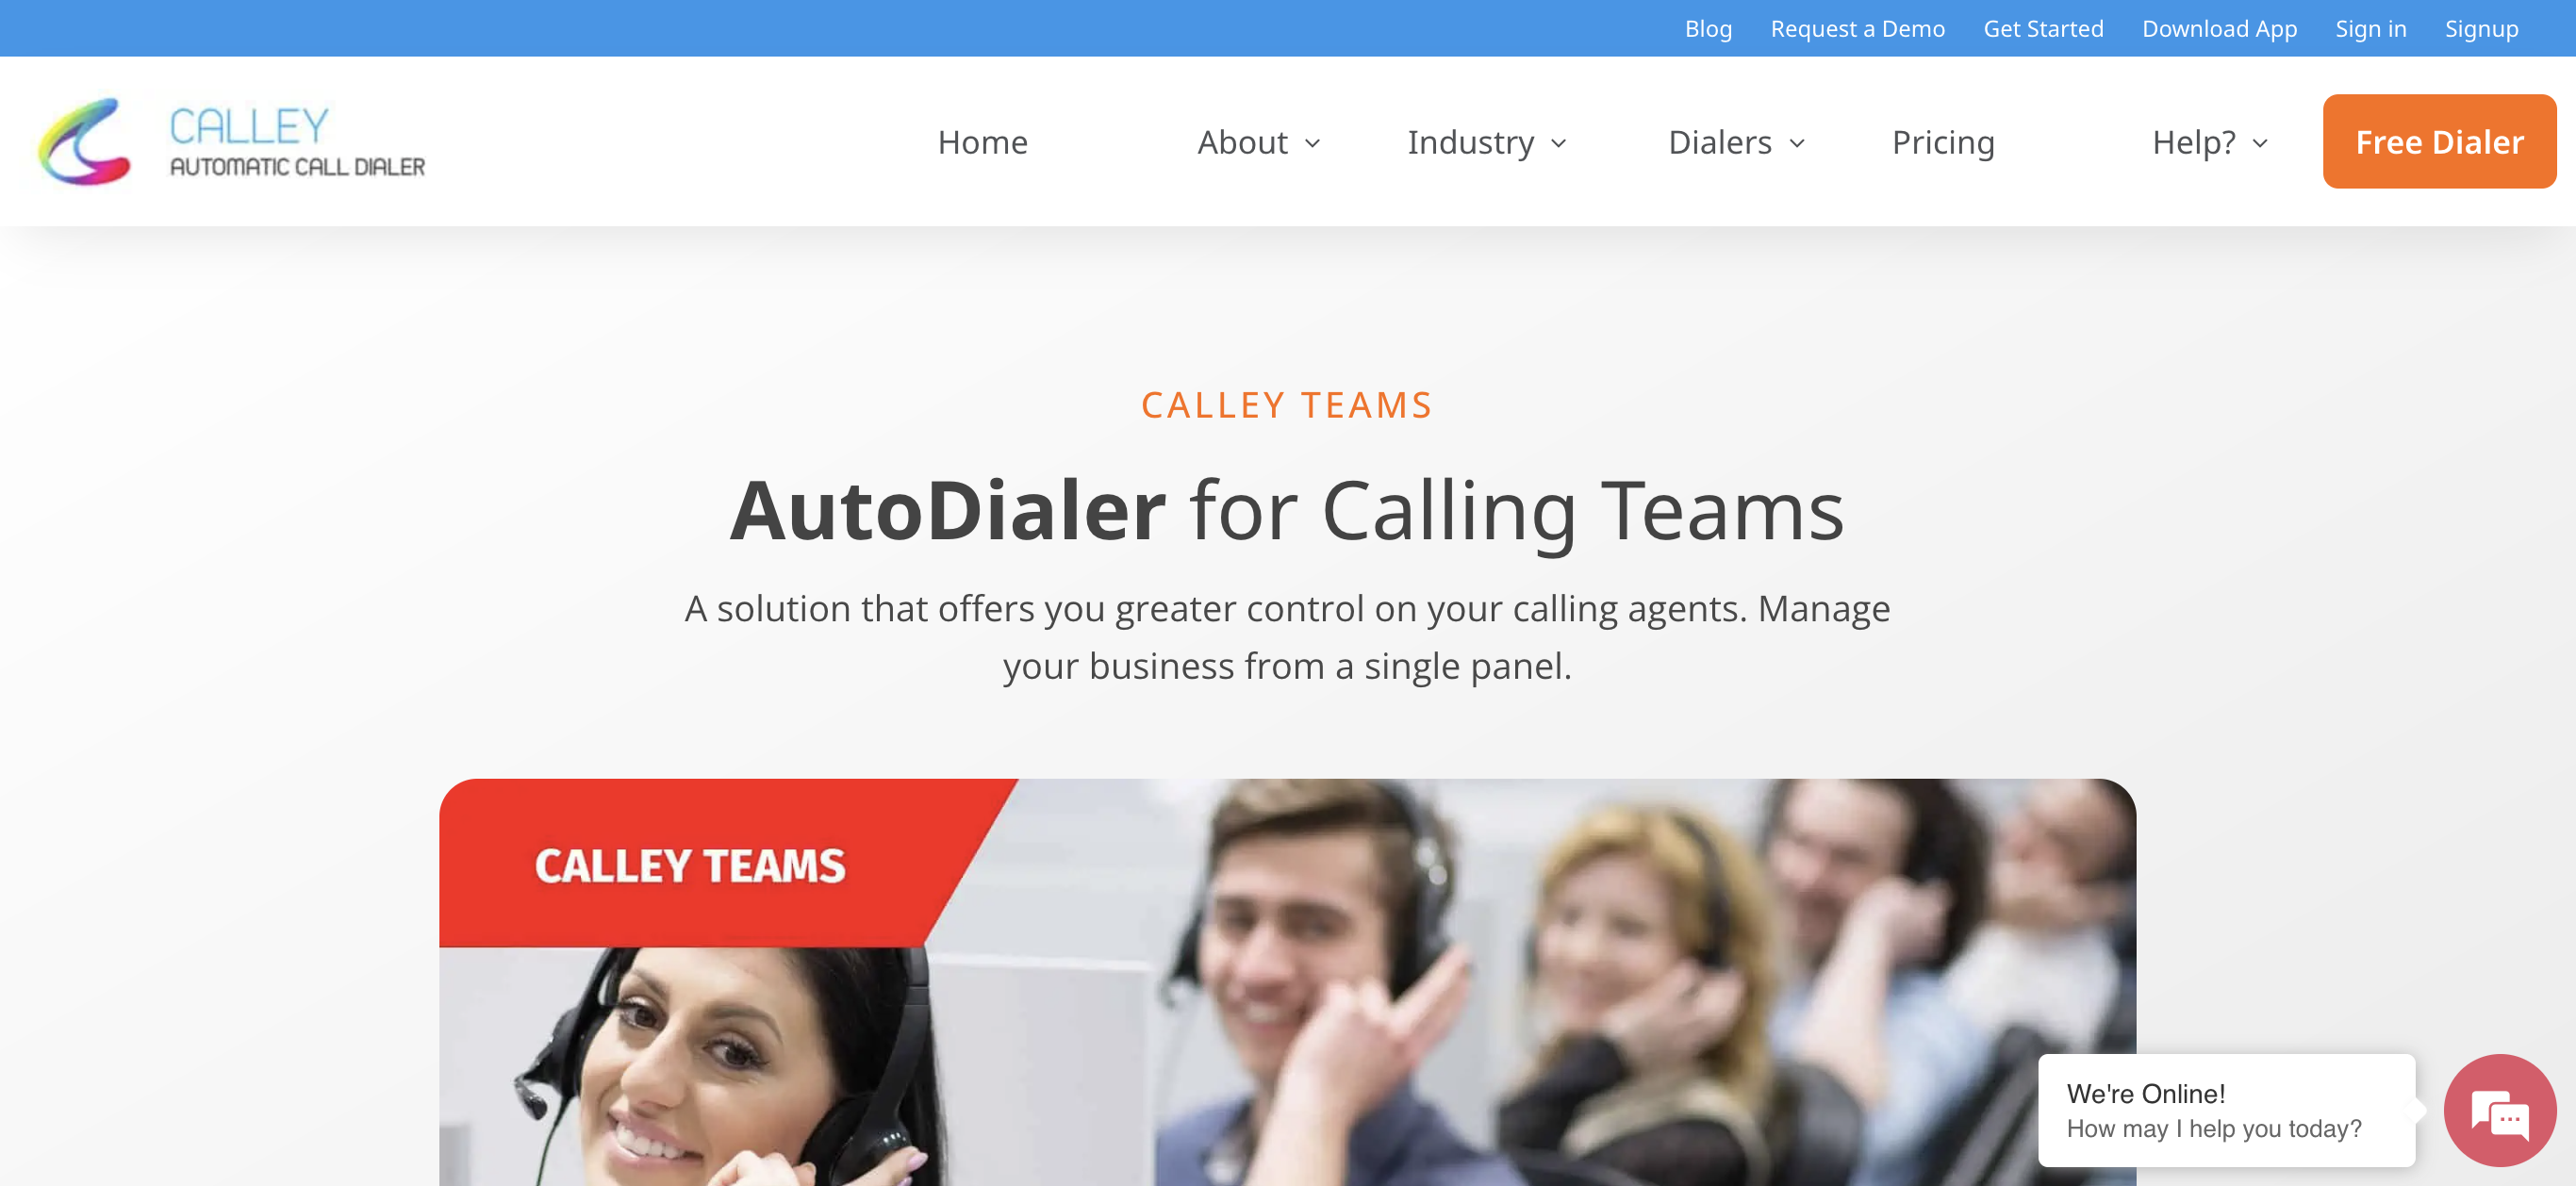 Blog Request a Demo Get Started Download App Sign in Signup
CALLEY
AUTOMATIC CALL DIALER
Home About Industry Dialers Pricing Help? Free Dialer
CALLEY TEAMS
AutoDialer for Calling Teams
A solution that offers you greater control on your calling agents. Manage
your business from a single panel.
CALLEY TEAMS
We're Online!
How may I help you today?